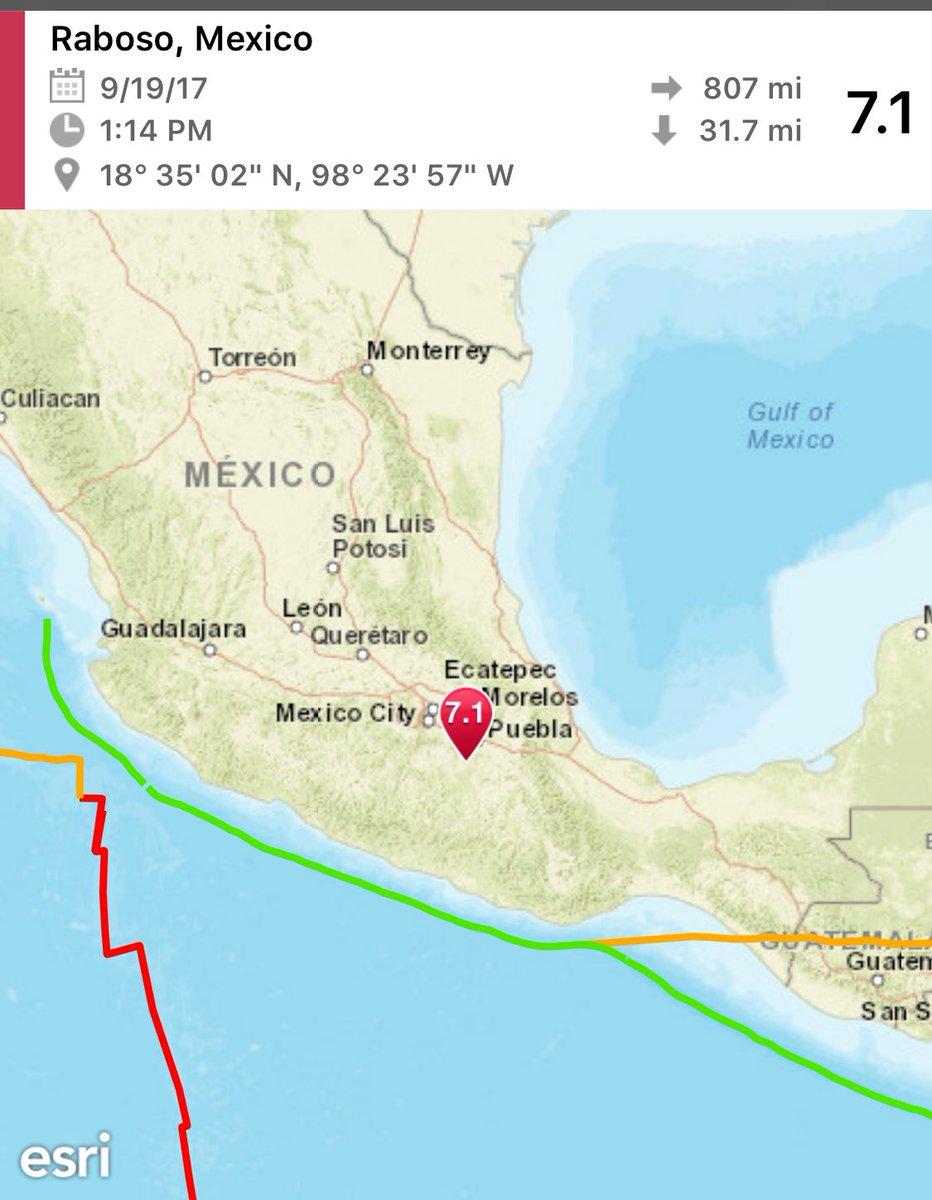 Raboso, Mexico
9/19/17
807 mi
7.1
1:14 PM
31.7 mi
18° 35' 02" N, 98° 23' 57" W
Monterrey
Torreón
Culiacan
Gulf of
Mexico
MÉXICO
San Luis
Potosi
León
Guadalajara
Querétaro
Ecatepec
Morelos
Mexico City
7.1
Puebla
GUATEMALA
Guatem
San S
esri